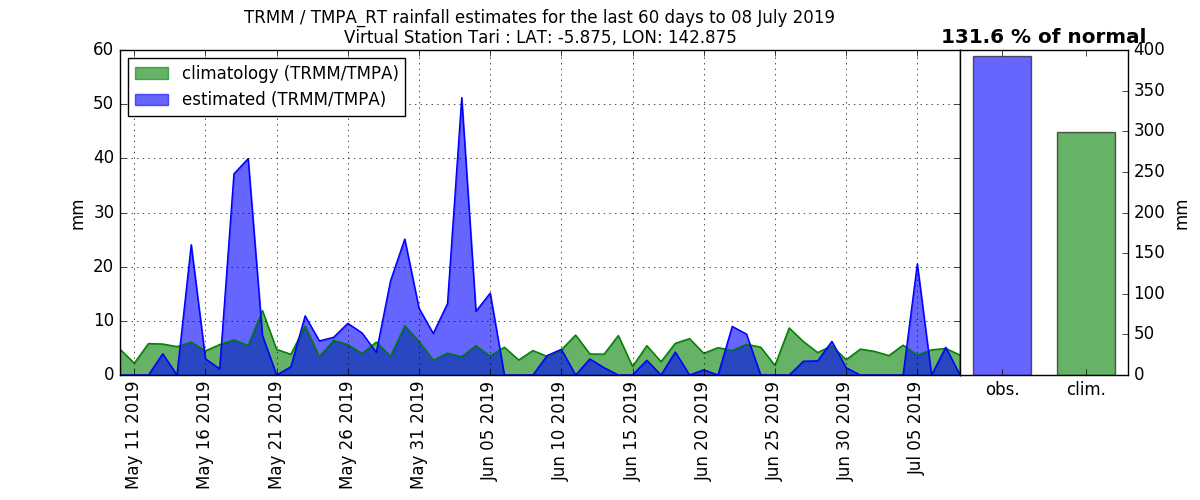 TRMM / TMPA_RT rainfall estimates for the last 60 days to 08 July 2019
Virtual Station Tari : LAT: -5.875, LON: 142.875
131.6 % of normal
climatology (TRMM/TMPA)
estimated (TRMM/TMPA)
60
50
40
30
20
10
0
mm
May 11 2019
May 16 2019
May 21 2019
May 26 2019
May 31 2019
Jun 05 2019
Jun 10 2019
Jun 15 2019
Jun 20 2019
Jun 25 2019
Jun 30 2019
Jul 05 2019
obs.
clim.
400
350
300
250
200
150
100
50
0
mm